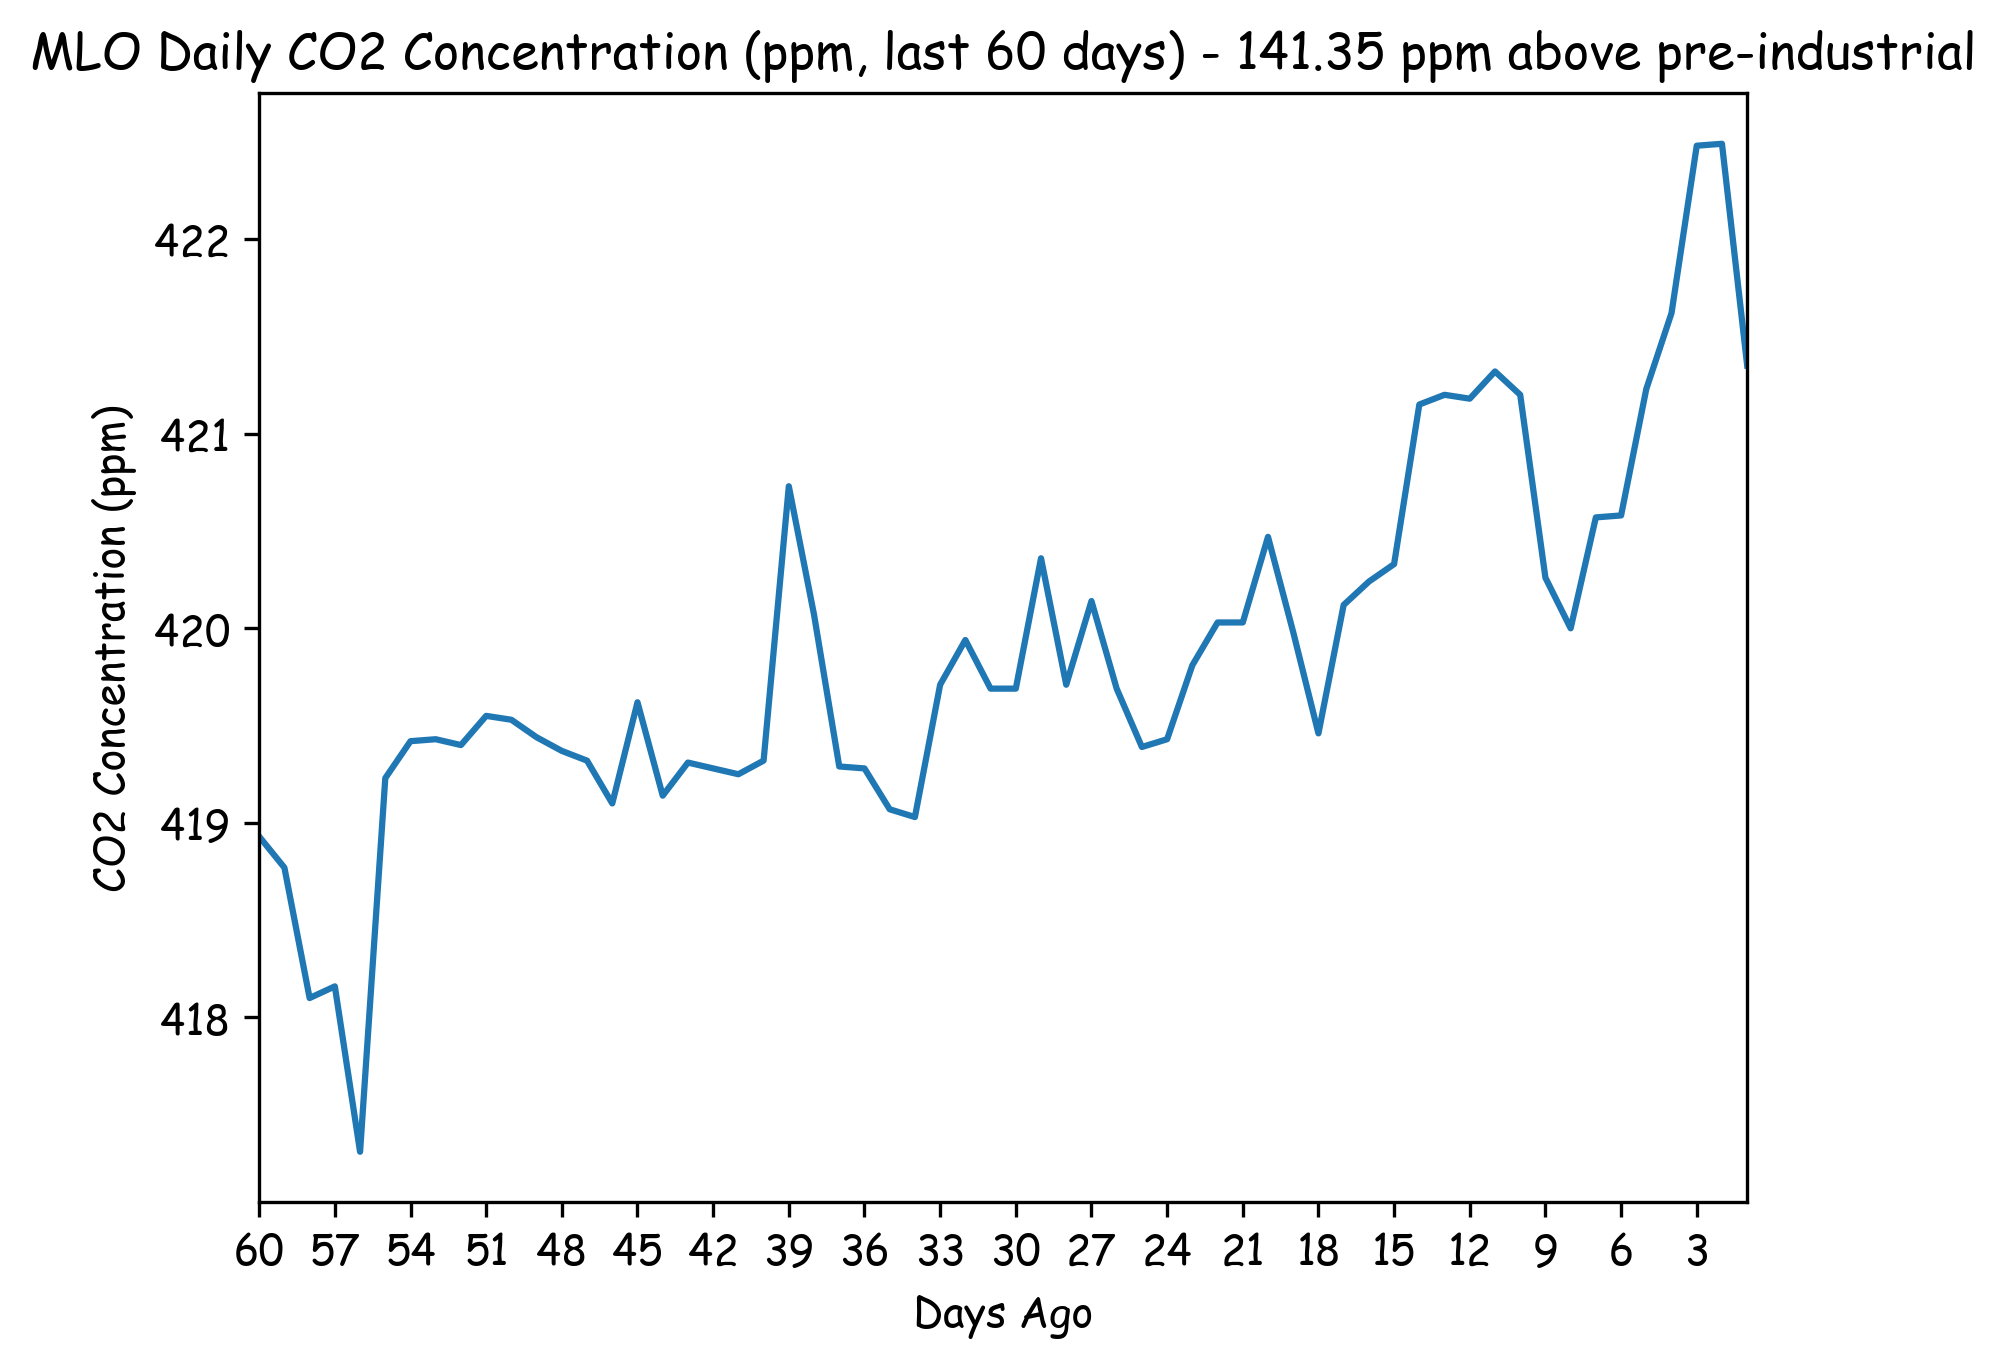 MLO Daily CO2 Concentration (ppm, last 60 days) - 141.35 ppm above pre-industrial
CO2 Concentration (ppm)
422
421
420
419
418
60 57 54 51 48 45 42 39 36 33 30 27 24 21 18 15 12 9 6 3
Days Ago